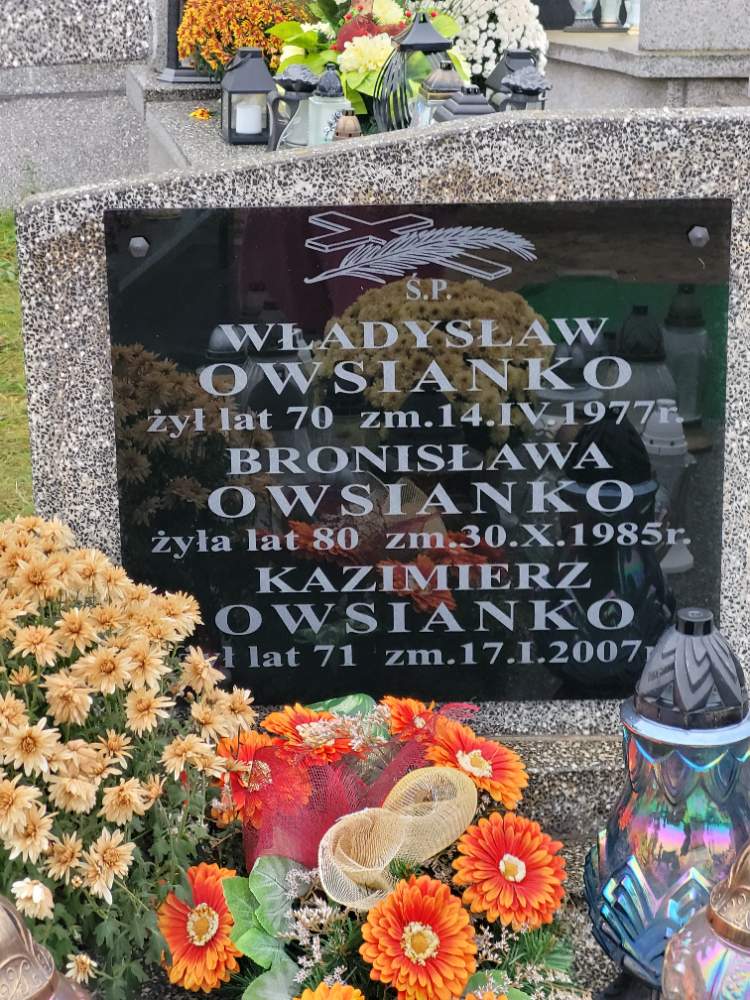 Ś.P.
WŁADYSŁAW
OWSIANKO
żył lat 70 zm.14.IV.1977r.
BRONISŁAWA
OWSIANKO
żyła lat 80 zm.30.X.1985r.
KAZIMIERZ
OWSIANKO
żył lat 71 zm.17.I.2007r